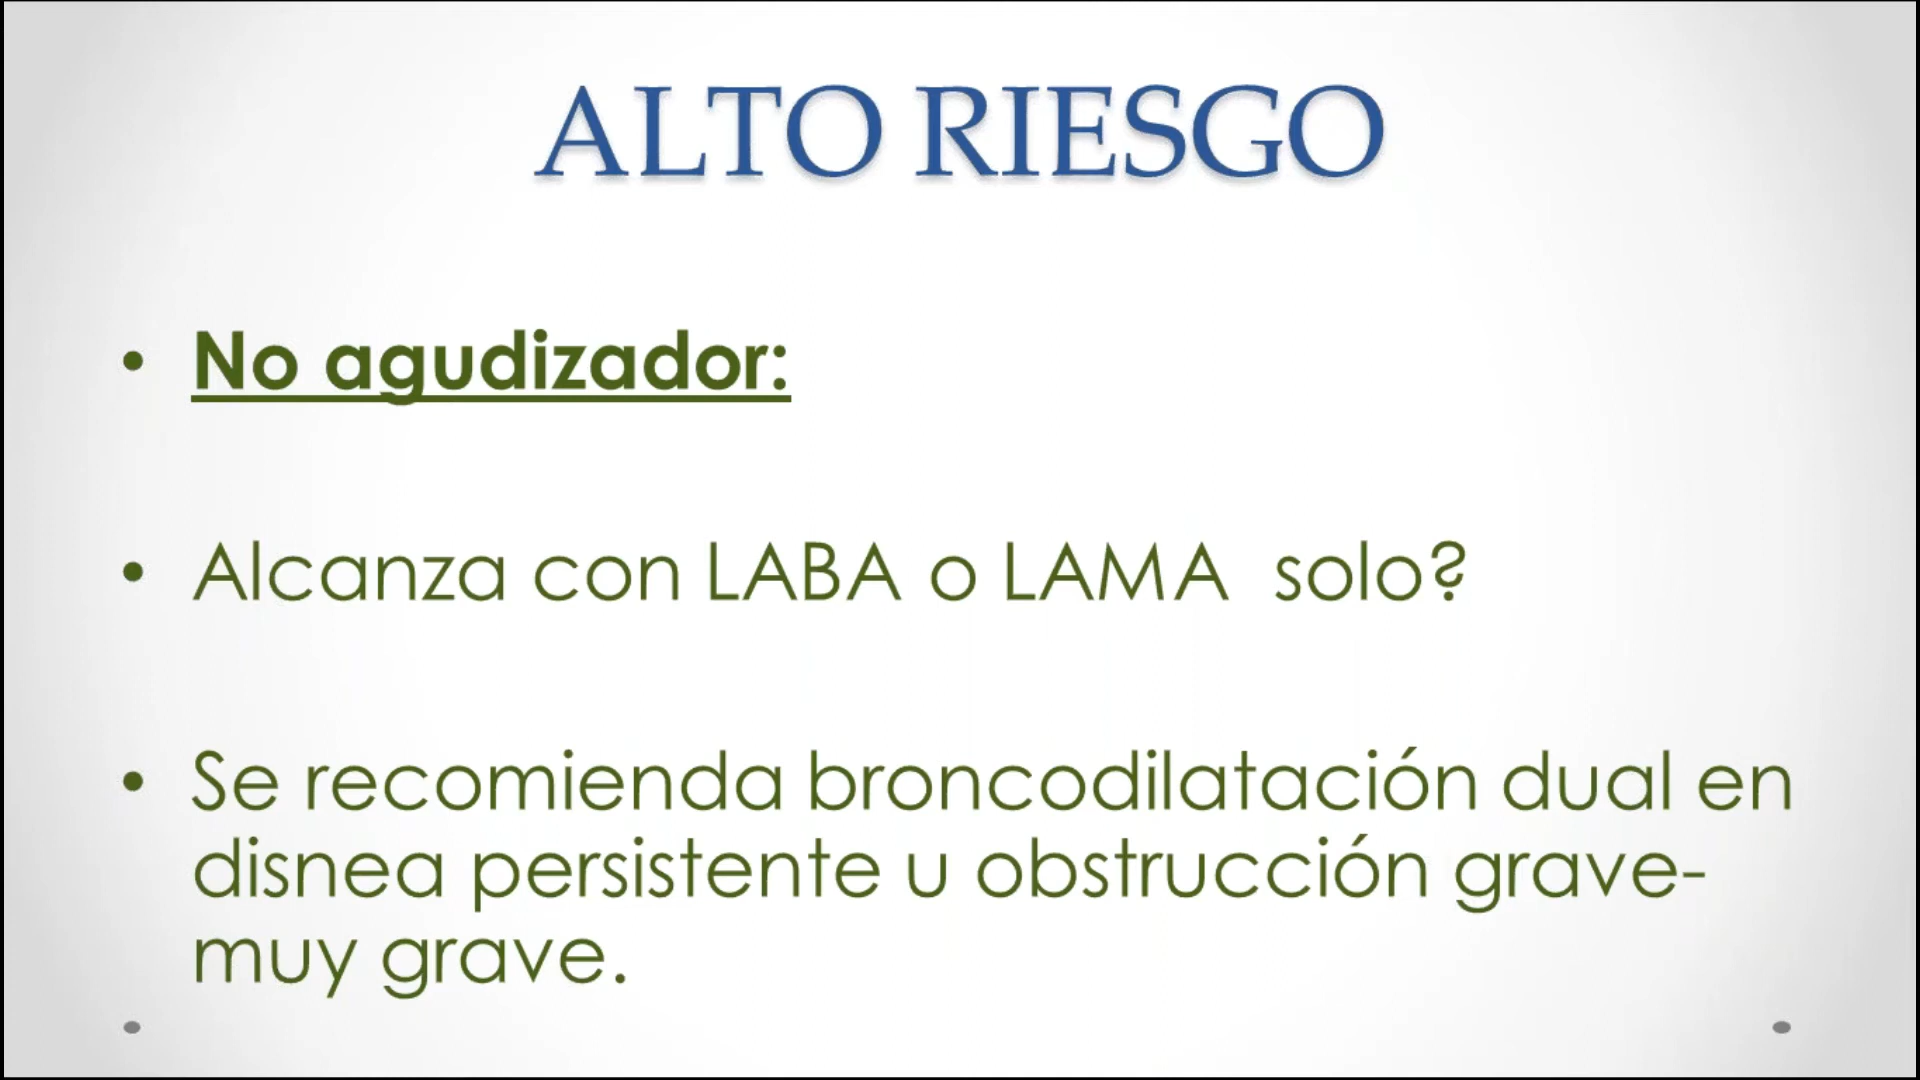 ALTO RIESGO
• No agudizador:
• Alcanza con LABA o LAMA  solo?
• Se recomienda broncodilatación dual en
disnea persistente u obstrucción grave-
muy grave.